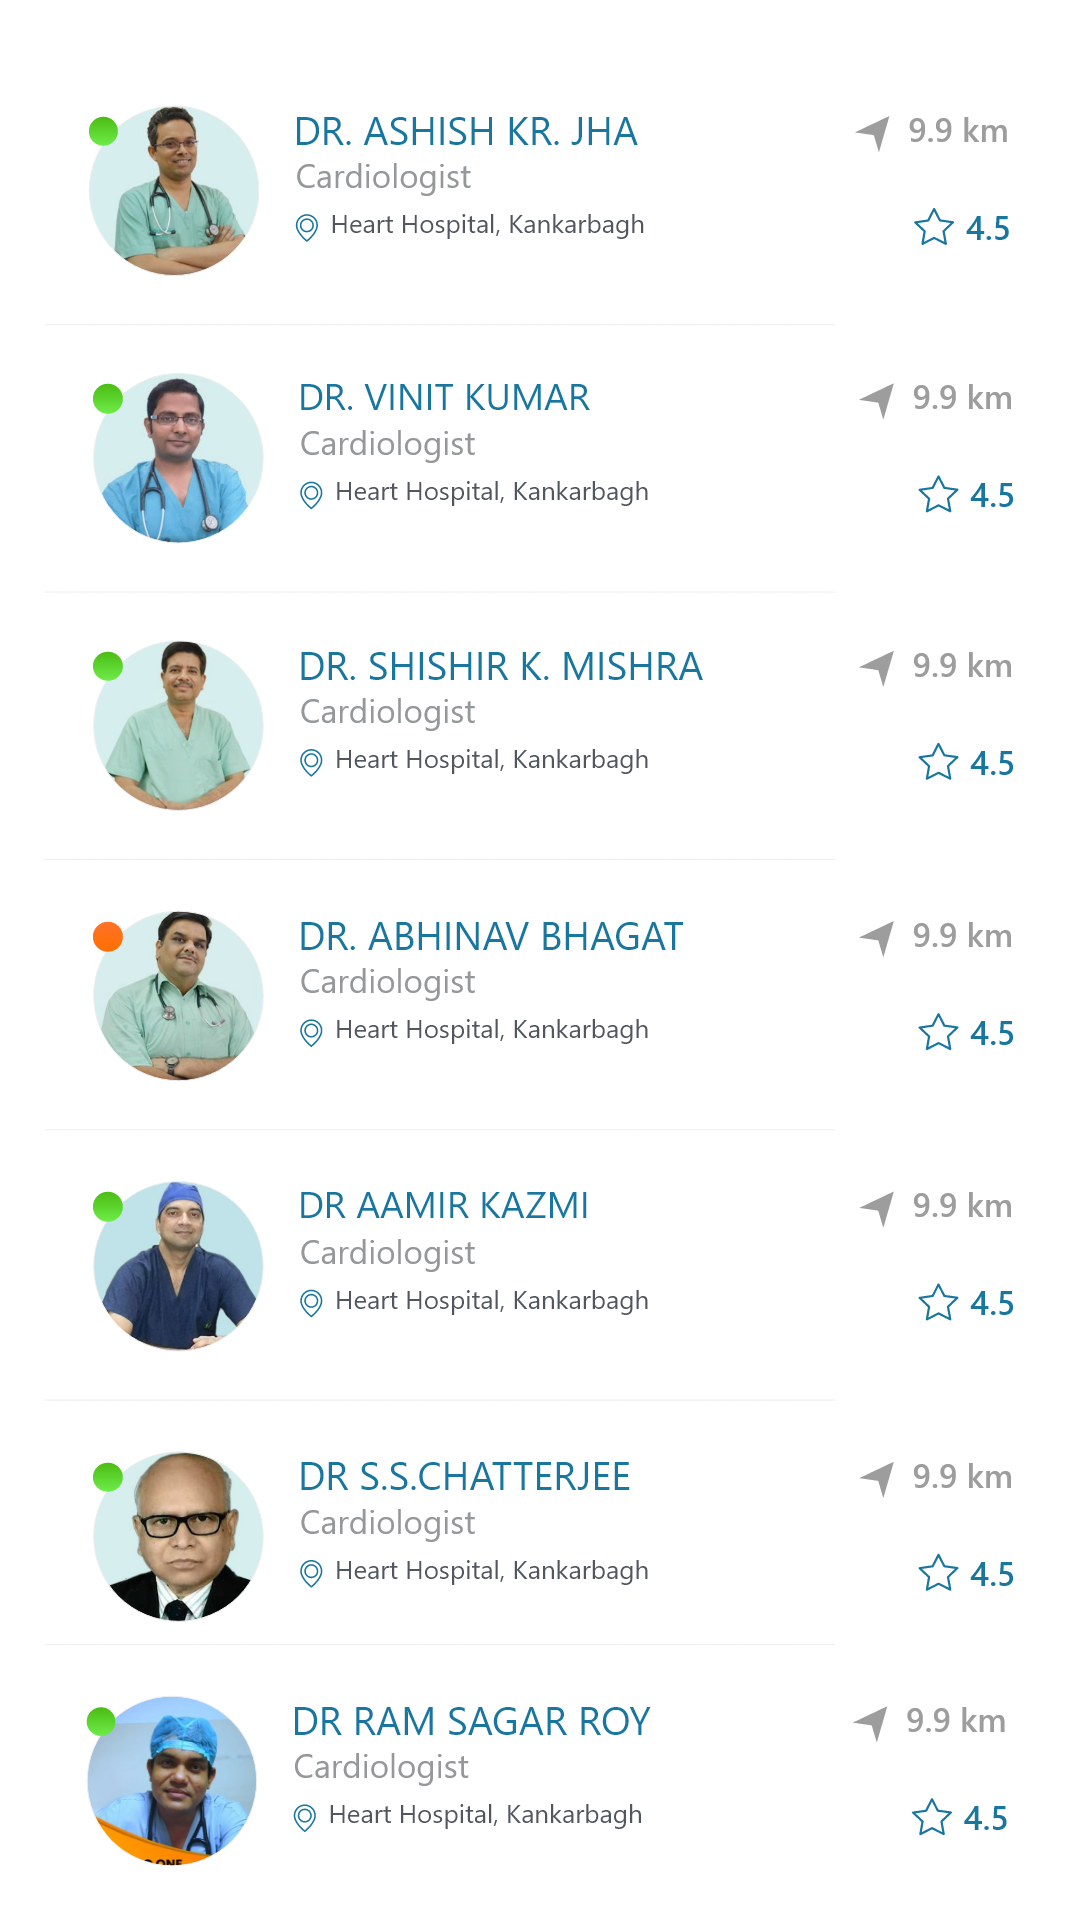 DR. ASHISH KR. JHA
9.9 km
Cardiologist
Heart Hospital, Kankarbagh
4.5
DR. VINIT KUMAR
9.9 km
Cardiologist
Heart Hospital, Kankarbagh
4.5
DR. SHISHIR K. MISHRA
9.9 km
Cardiologist
Heart Hospital, Kankarbagh
4.5
DR. ABHINAV BHAGAT
9.9 km
Cardiologist
Heart Hospital, Kankarbagh
4.5
DR AAMIR KAZMI
9.9 km
Cardiologist
Heart Hospital, Kankarbagh
4.5
DR S.S.CHATTERJEE
9.9 km
Cardiologist
Heart Hospital, Kankarbagh
4.5
DR RAM SAGAR ROY
9.9 km
Cardiologist
Heart Hospital, Kankarbagh
4.5